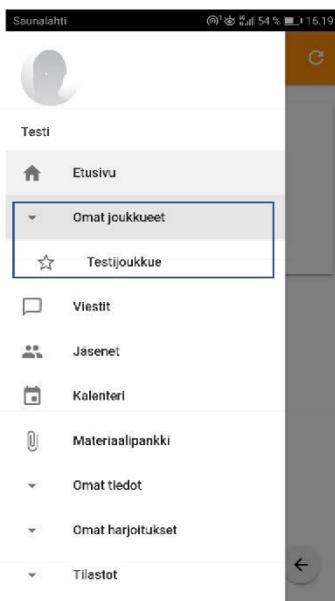 Saunalahti 54 % 16.19
Testi
Etusivu
Omat joukkueet
Testijoukkue
Viestit
Jäsenet
Kalenteri
Materiaalipankki
Omat tiedot
Omat harjoitukset
Tilastot